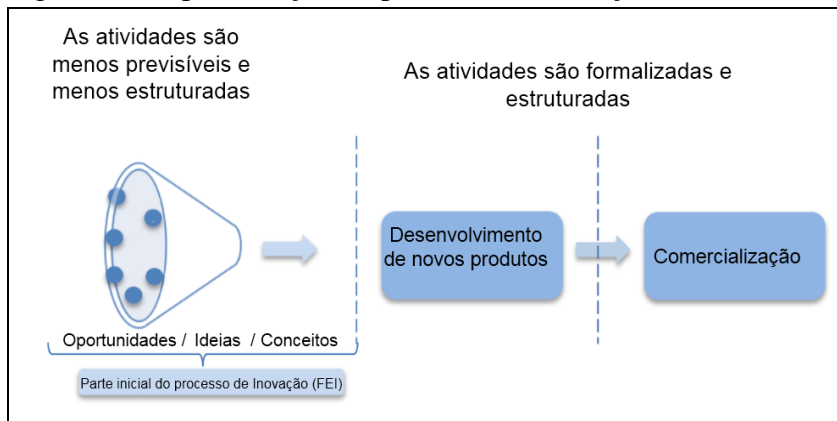 As atividades são
menos previsíveis e
menos estruturadas
As atividades são formalizadas e
estruturadas
Desenvolvimento
de novos produtos
Comercialização
Oportunidades / Ideias / Conceitos
Parte inicial do processo de Inovação (FEI)